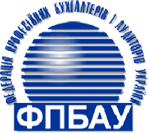 ФЕДЕРАЦІЯ ПРОФЕСІЙНИХ БУХГАЛТЕРІВ І АУДИТОРІВ УКРАЇНИ
ФПБАУ